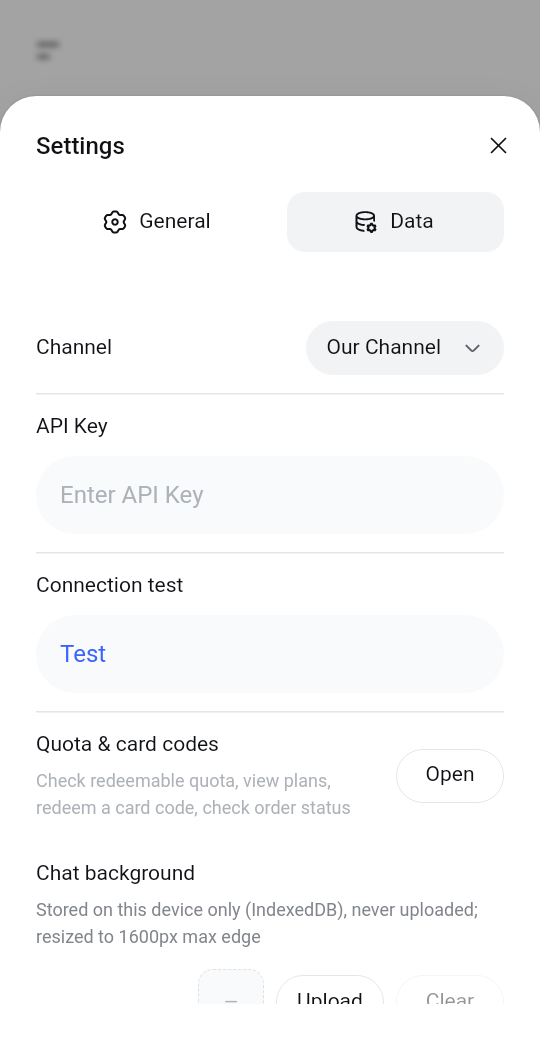 Settings
General
Data
Channel
Our Channel
API Key
Enter API Key
Connection test
Test
Quota & card codes
Check redeemable quota, view plans,
redeem a card code, check order status
Open
Chat background
Stored on this device only (IndexedDB), never uploaded;
resized to 1600px max edge
–
Upload
Clear